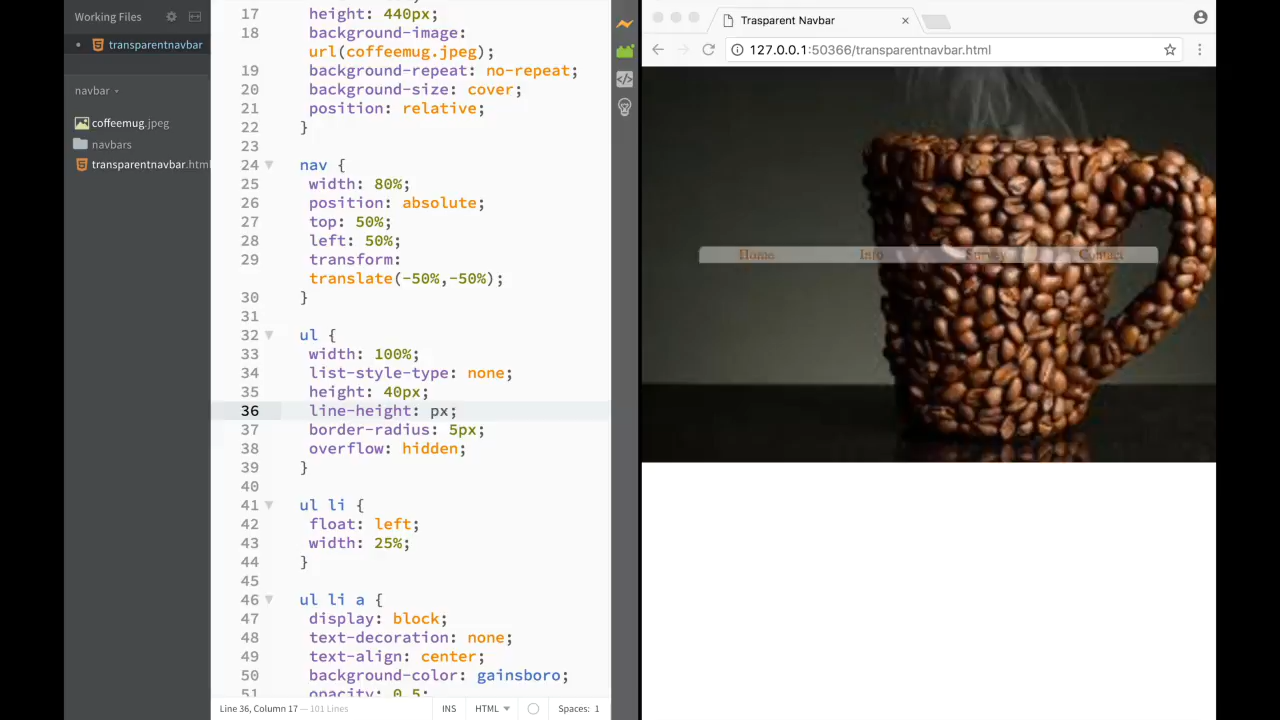 Working Files
transparentnavbar
navbar
coffeemug.jpeg
navbars
transparentnavbar.html
17 height: 440px;
18 background-image:
url(coffeemug.jpeg);
19 background-repeat: no-repeat;
20 background-size: cover;
21 position: relative;
22 }
23
24 nav {
25 width: 80%;
26 position: absolute;
27 top: 50%;
28 left: 50%;
29 transform:
translate(-50%,-50%);
30 }
31
32 ul {
33 width: 100%;
34 list-style-type: none;
35 height: 40px;
36 line-height: px;
37 border-radius: 5px;
38 overflow: hidden;
39 }
40
41 ul li {
42 float: left;
43 width: 25%;
44 }
45
46 ul li a {
47 display: block;
48 text-decoration: none;
49 text-align: center;
50 background-color: gainsboro;
51 opacity: 0.5;
Line 36, Column 17 — 101 Lines
INS
HTML
Spaces: 1
Trasparent Navbar
127.0.0.1:50366/transparentnavbar.html
Home Info Survey Contact